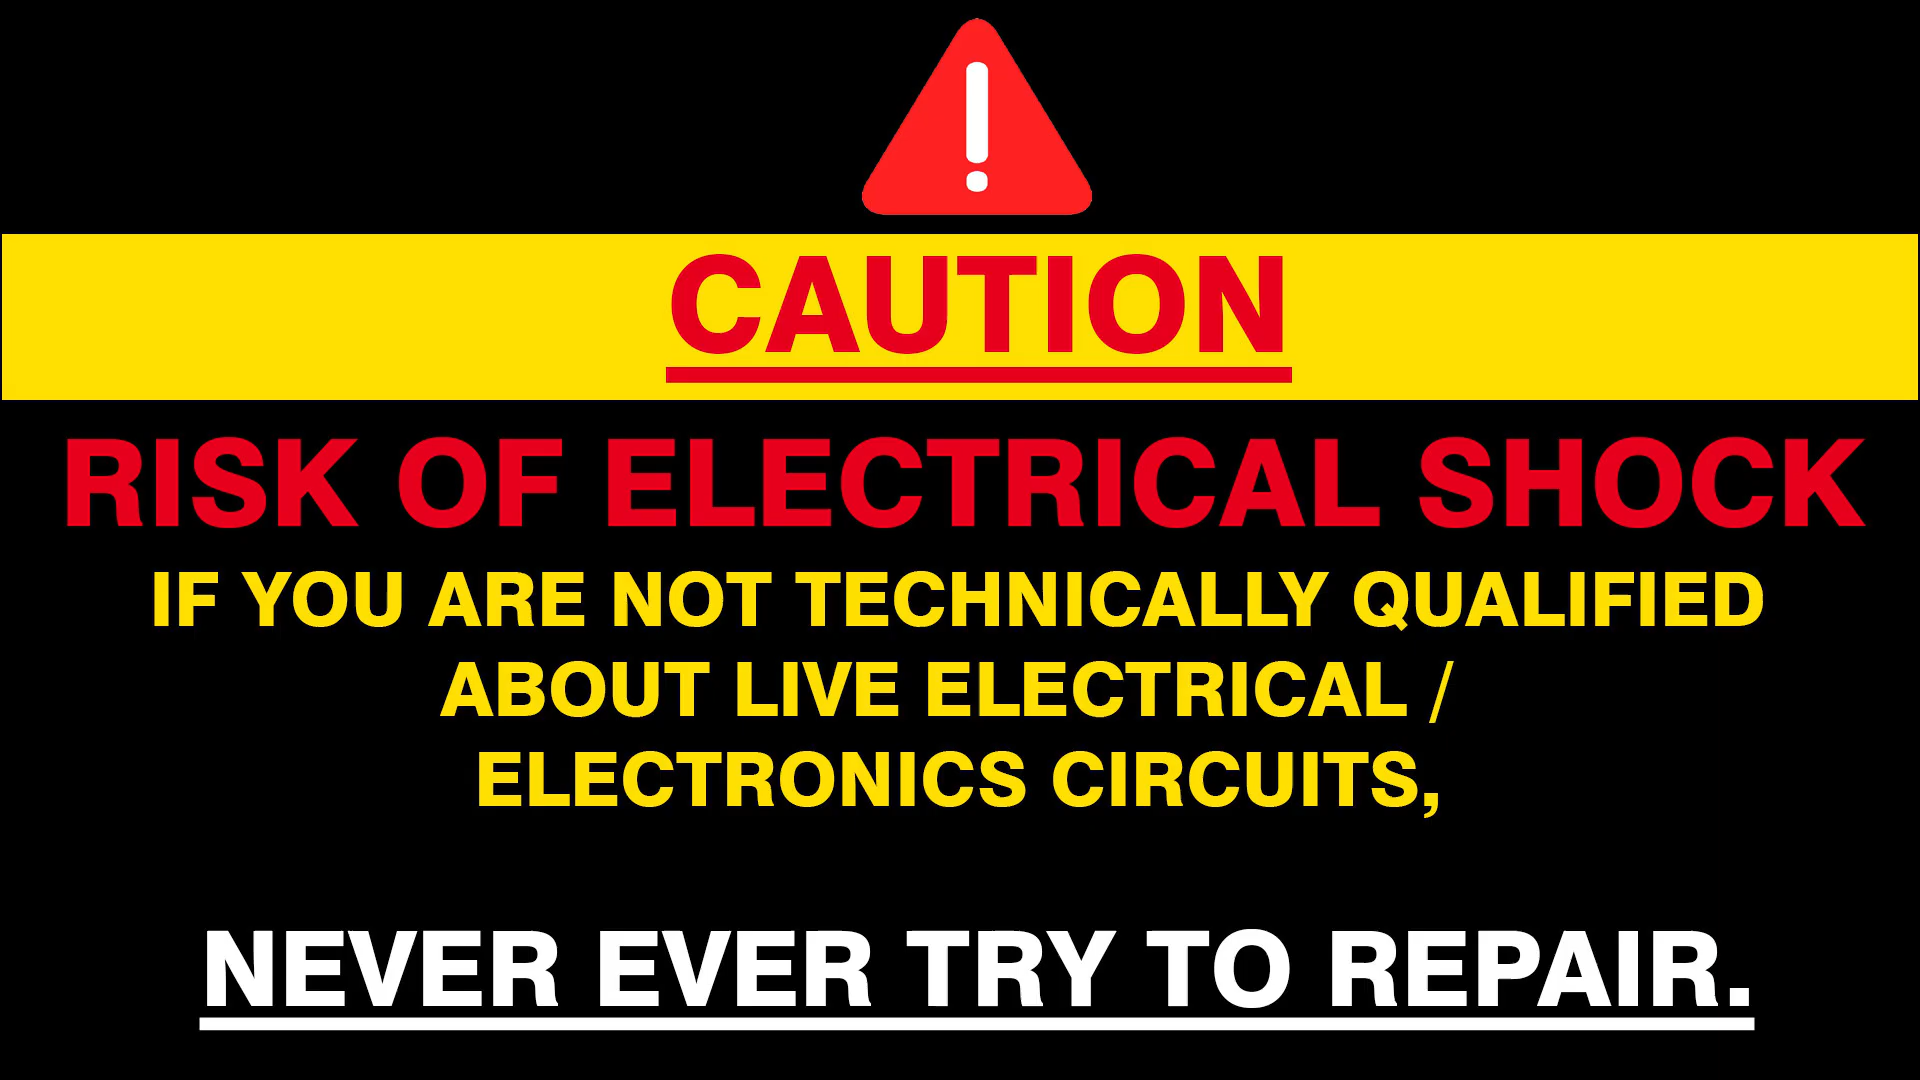 CAUTION
RISK OF ELECTRICAL SHOCK
IF YOU ARE NOT TECHNICALLY QUALIFIED
ABOUT LIVE ELECTRICAL /
ELECTRONICS CIRCUITS,
NEVER EVER TRY TO REPAIR.